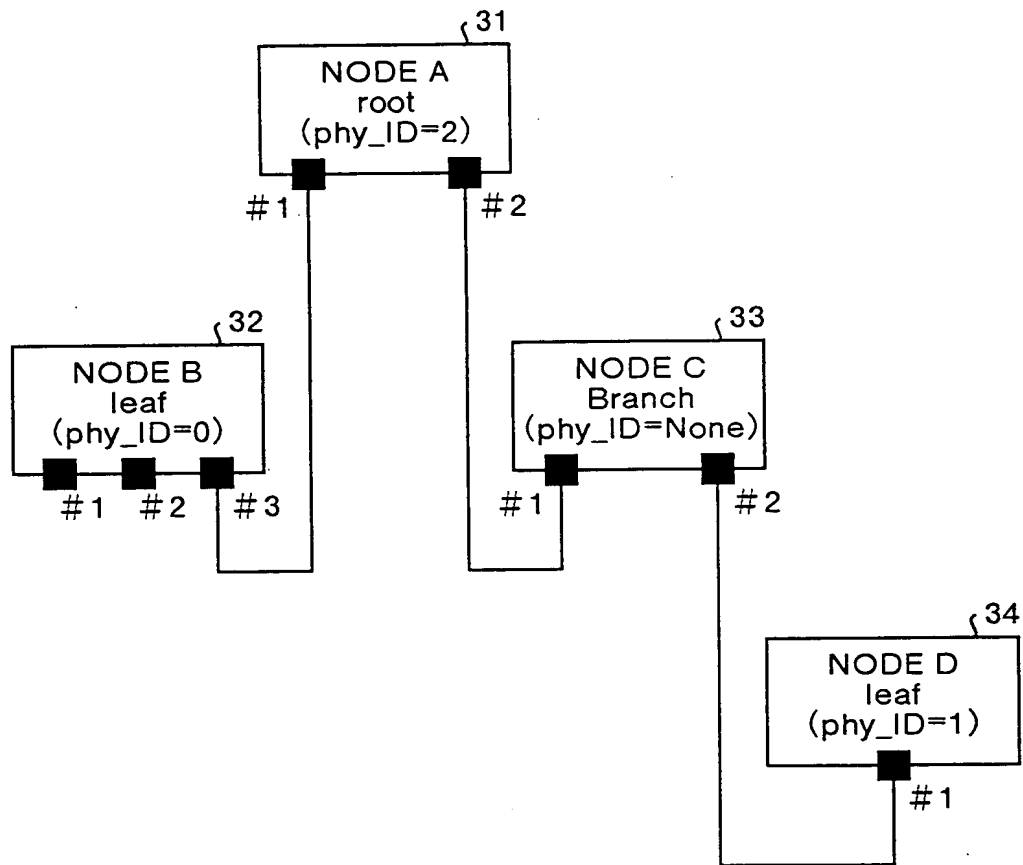 31
NODE A
root
(phy_ID=2)
#1
#2
32
NODE B
leaf
(phy_ID=0)
#1
#2
#3
33
NODE C
Branch
(phy_ID=None)
#1
#2
34
NODE D
leaf
(phy_ID=1)
#1